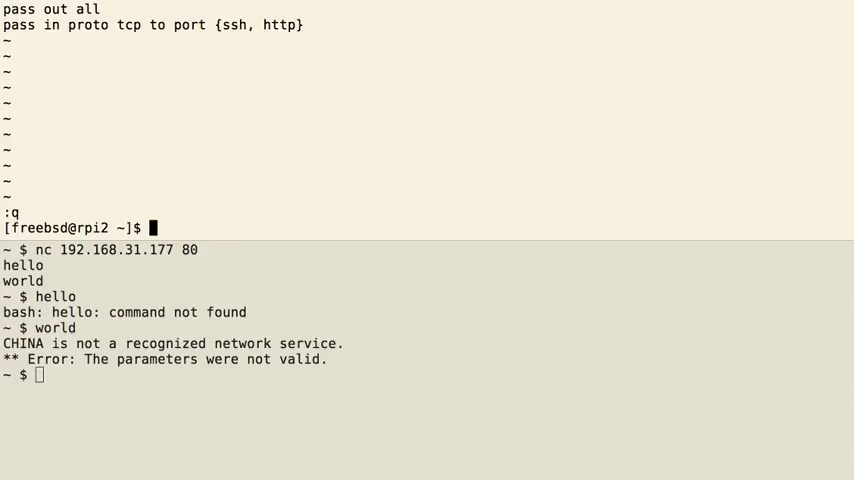 pass out all
pass in proto tcp to port {ssh, http}
~
~
~
~
~
~
~
~
~
~
~
:q
[freebsd@rpi2 ~]$
~ $ nc 192.168.31.177 80
hello
world
~ $ hello
bash: hello: command not found
~ $ world
CHINA is not a recognized network service.
** Error: The parameters were not valid.
~ $